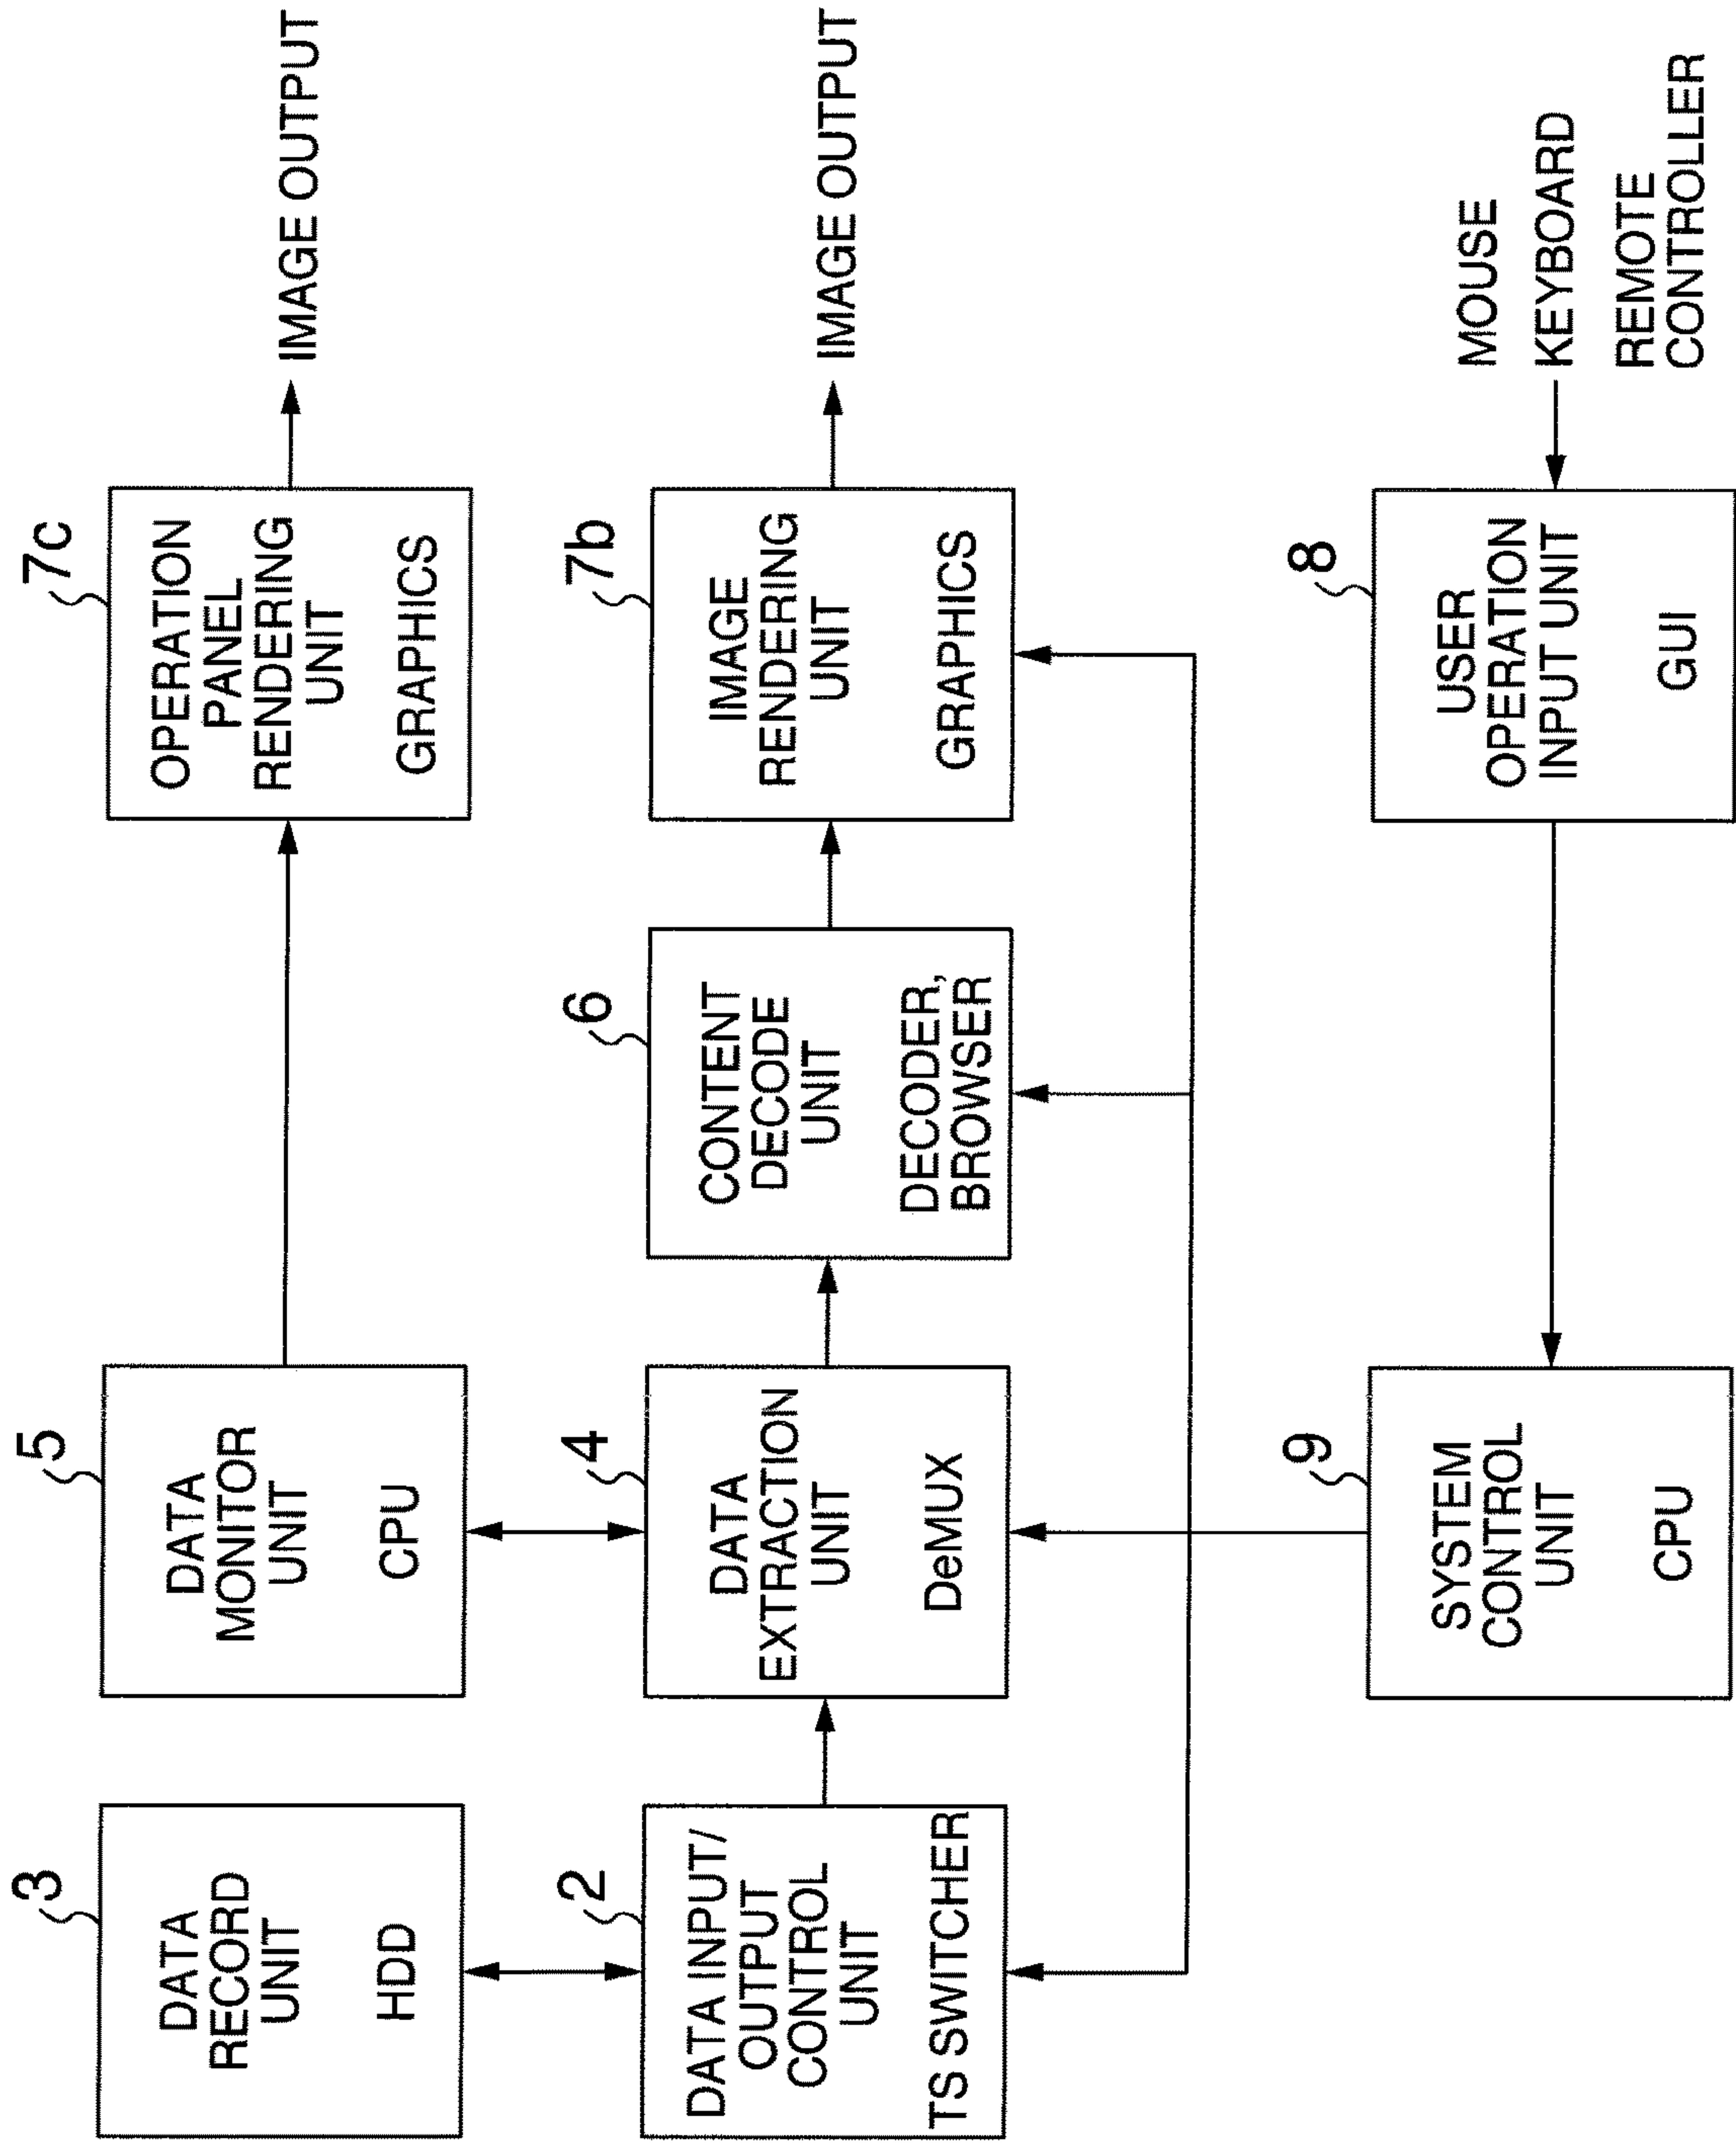 3
DATA
RECORD
UNIT
HDD
5
DATA
MONITOR
UNIT
CPU
7c
OPERATION
PANEL
RENDERING
UNIT
GRAPHICS
IMAGE OUTPUT
2
DATA INPUT/
OUTPUT
CONTROL
UNIT
TS SWITCHER
4
DATA
EXTRACTION
UNIT
DeMUX
6
CONTENT
DECODE
UNIT
DECODER,
BROWSER
7b
IMAGE
RENDERING
UNIT
GRAPHICS
IMAGE OUTPUT
9
SYSTEM
CONTROL
UNIT
CPU
8
USER
OPERATION
INPUT UNIT
GUI
MOUSE
KEYBOARD
REMOTE
CONTROLLER